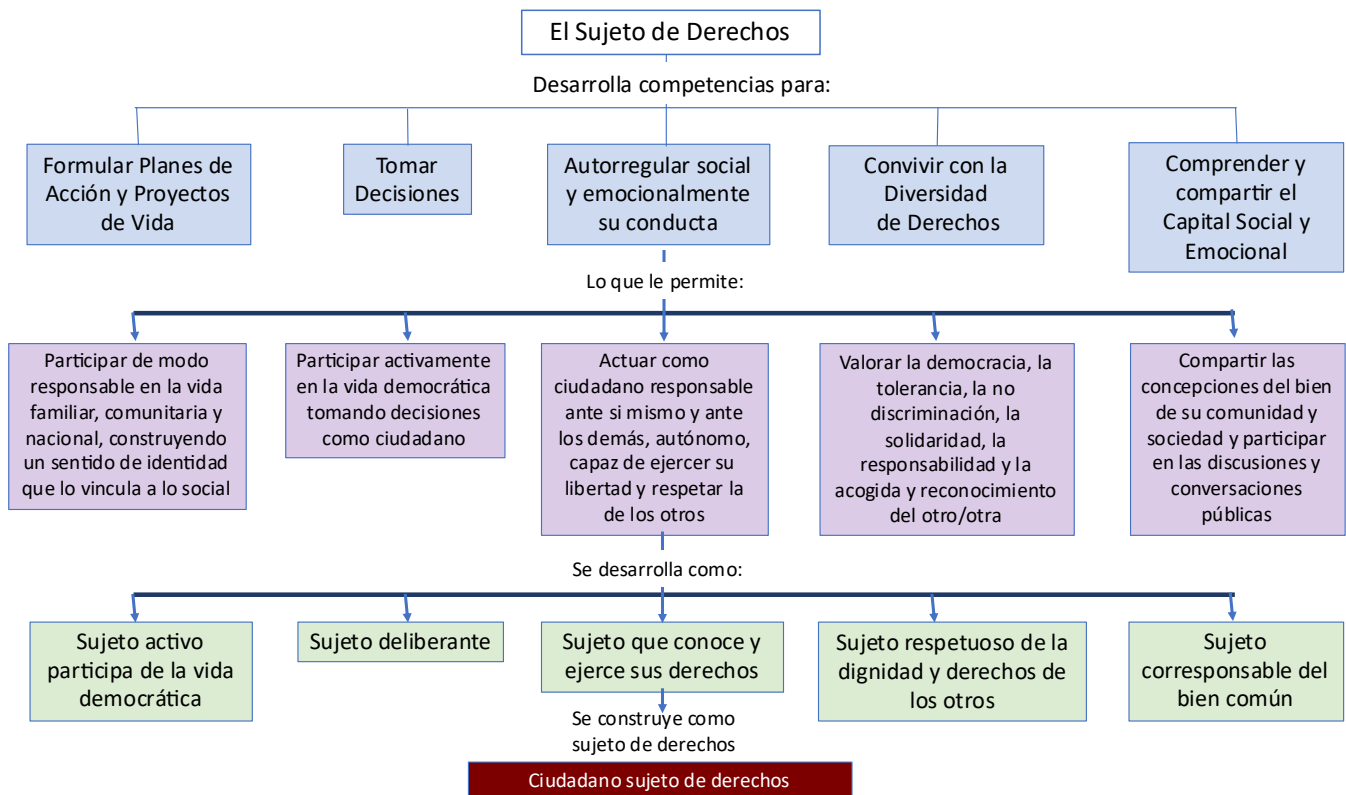 El Sujeto de Derechos
Desarrolla competencias para:
Formular Planes de
Acción y Proyectos
de Vida
Tomar
Decisiones
Autorregular social
y emocionalmente
su conducta
Convivir con la
Diversidad
de Derechos
Comprender y
compartir el
Capital Social y
Emocional
Lo que le permite:
Participar de modo
responsable en la vida
familiar, comunitaria y
nacional, construyendo
un sentido de identidad
que lo vincula a lo social
Participar activamente
en la vida democrática
tomando decisiones
como ciudadano
Actuar como
ciudadano responsable
ante si mismo y ante
los demás, autónomo,
capaz de ejercer su
libertad y respetar la
de los otros
Valorar la democracia, la
tolerancia, la no
discriminación, la
solidaridad, la
responsabilidad y la
acogida y reconocimiento
del otro/otra
Compartir las
concepciones del bien
de su comunidad y
sociedad y participar
en las discusiones y
conversaciones
públicas
Se desarrolla como:
Sujeto activo
participa de la vida
democrática
Sujeto deliberante
Sujeto que conoce y
ejerce sus derechos
Sujeto respetuoso de la
dignidad y derechos de
los otros
Sujeto
corresponsable del
bien común
Se construye como
sujeto de derechos
Ciudadano sujeto de derechos